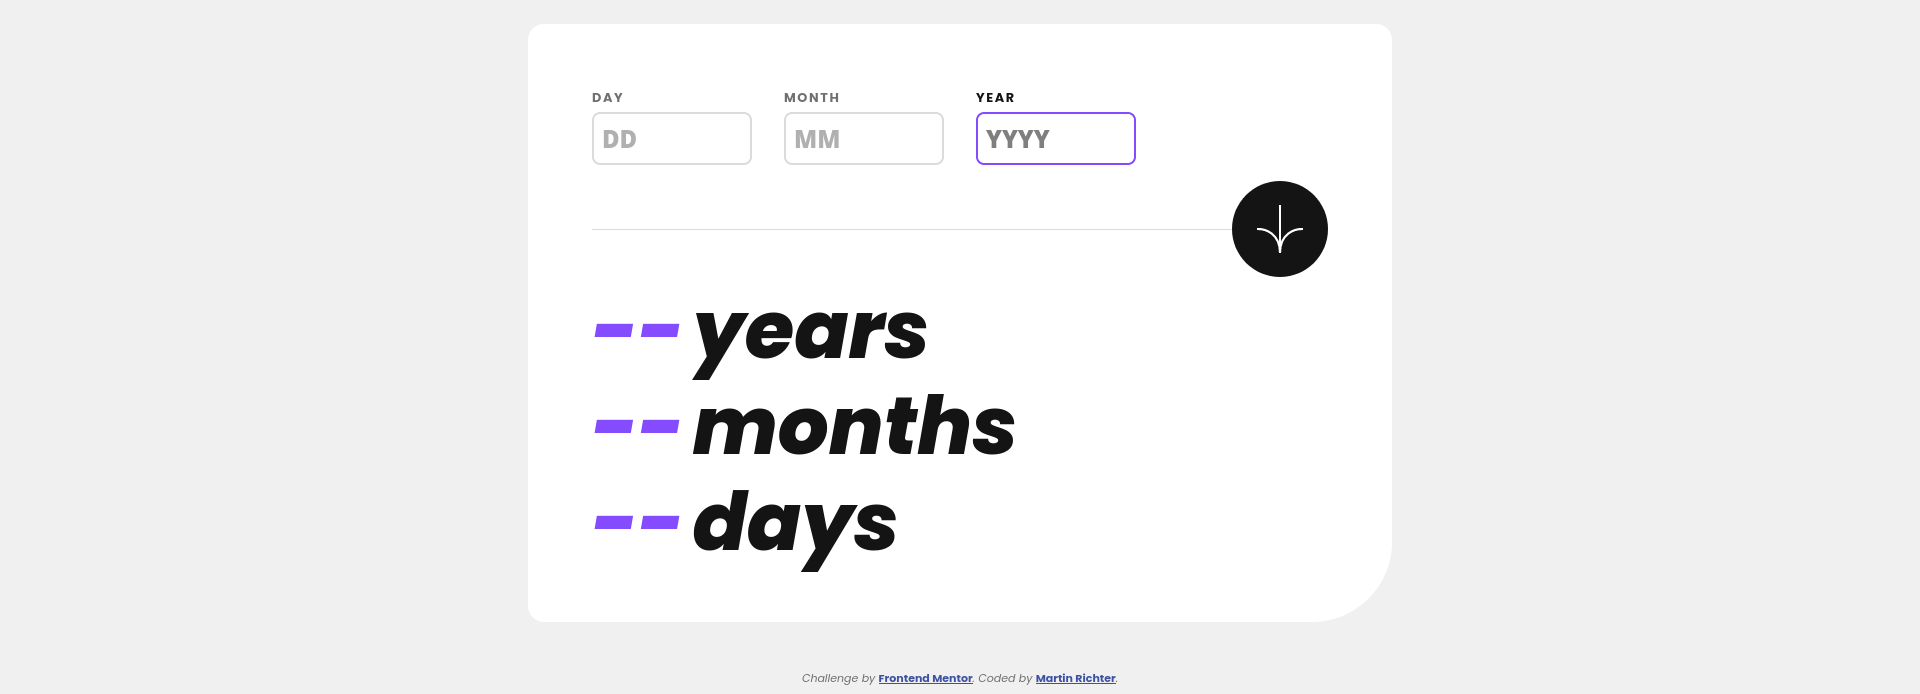 DAY MONTH YEAR
DD MM YYYY
-- years
-- months
-- days
Challenge by Frontend Mentor. Coded by Martin Richter.